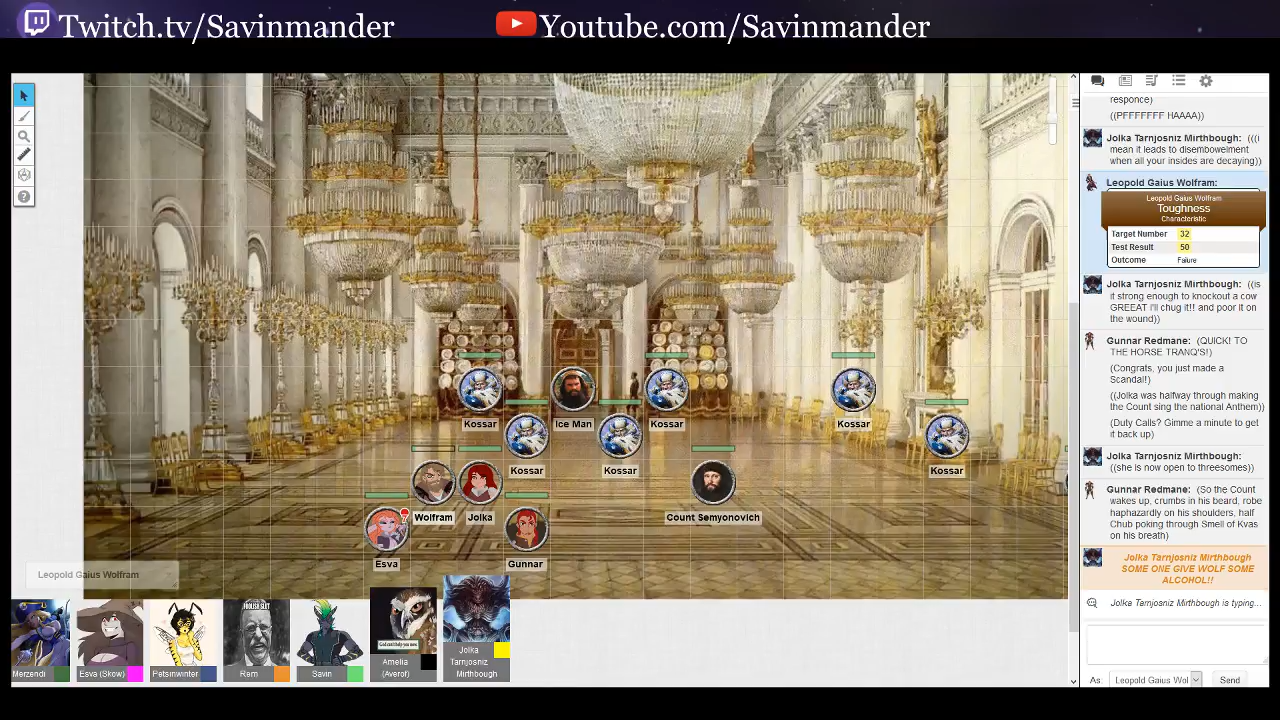 Twitch.tv/Savinmander
Youtube.com/Savinmander
responce)
((PFFFFFFF HAAAA))
Jolka Tarnjosniz Mirthbough: (((i
mean it leads to disembowelment
when all your insides are decaying))
Leopold Gaius Wolfram:
Leopold Gaius Wolfram
Toughness
Characteristic
Target Number 32
Test Result 50
Outcome Failure
Jolka Tarnjosniz Mirthbough: ((is
it strong enough to knockout a cow
GREEAT I'll chug it!! and poor it on
the wound))
Gunnar Redmane: (QUICK! TO
THE HORSE TRANQ'S!)
(Congrats, you just made a
Scandal!)
((Jolka was halfway through making
the Count sing the national Anthem))
(Duty Calls? Gimme a minute to get
it back up)
Jolka Tarnjosniz Mirthbough:
((she is now open to threesomes))
Gunnar Redmane: (So the Count
wakes up, crumbs in his beard, robe
haphazardly on his shoulders, half
Chub poking through Smell of Kvas
on his breath)
Jolka Tarnjosniz Mirthbough
SOME ONE GIVE WOLF SOME
ALCOHOL!!
Jolka Tarnjosniz Mirthbough is typing...
As: Leopold Gaius Wol Send
Kossar
Ice Man
Kossar
Kossar
Kossar
Kossar
Kossar
Wolfram
Jolka
Count Semyonovich
Esva
Gunnar
Leopold Gaius Wolfram
Merzendi
Esva (Skow)
Petsinwinter
FOOLISH SLUT
Rem
Savin
God can't help you now.
Amelia
(Averof)
Jolka
Tarnjosniz
Mirthbough